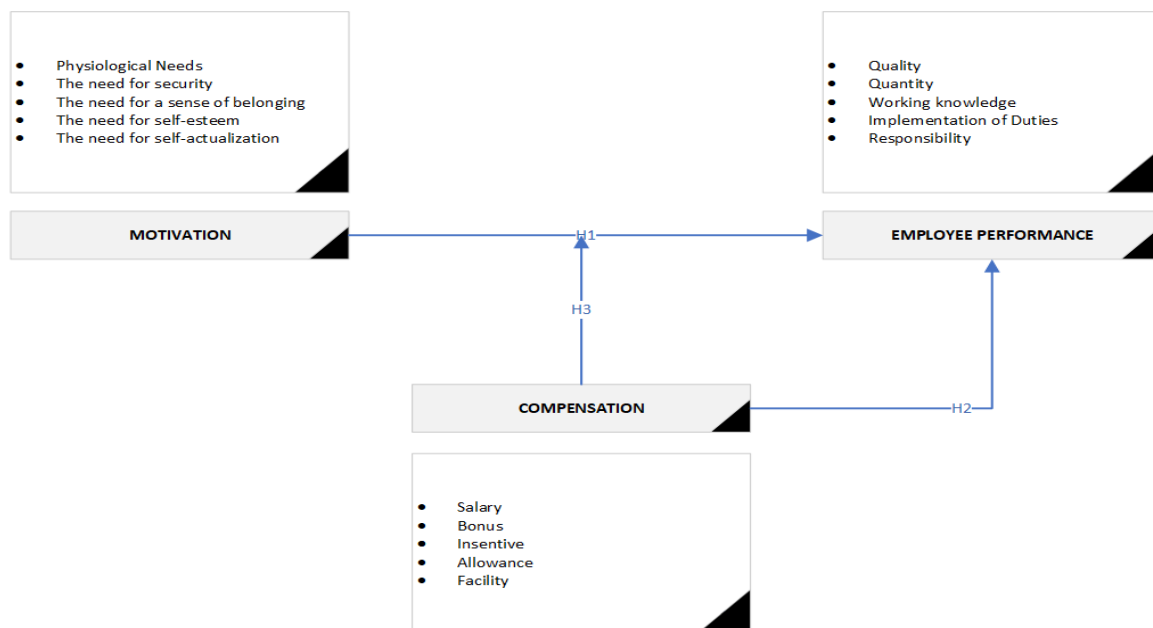 Physiological Needs
The need for security
The need for a sense of belonging
The need for self-esteem
The need for self-actualization
MOTIVATION
Quality
Quantity
Working knowledge
Implementation of Duties
Responsibility
EMPLOYEE PERFORMANCE
H1
H3
H2
COMPENSATION
Salary
Bonus
Insentive
Allowance
Facility